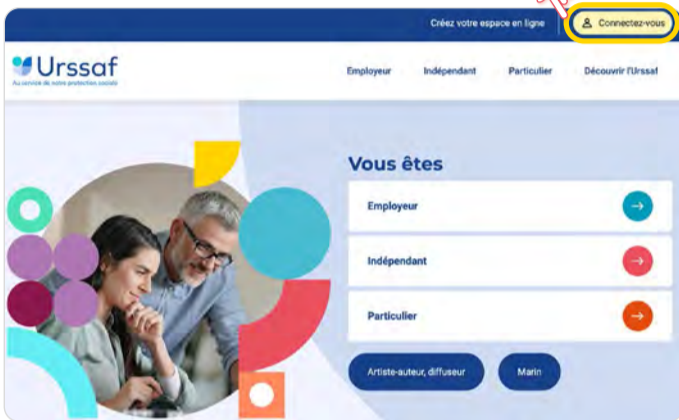 Créez votre espace en ligne
Connectez-vous
Urssaf
Au service de notre protection sociale
Employeur Indépendant Particulier Découvrir l'Urssaf
Vous êtes
Employeur
Indépendant
Particulier
Artiste-auteur, diffuseur Marin